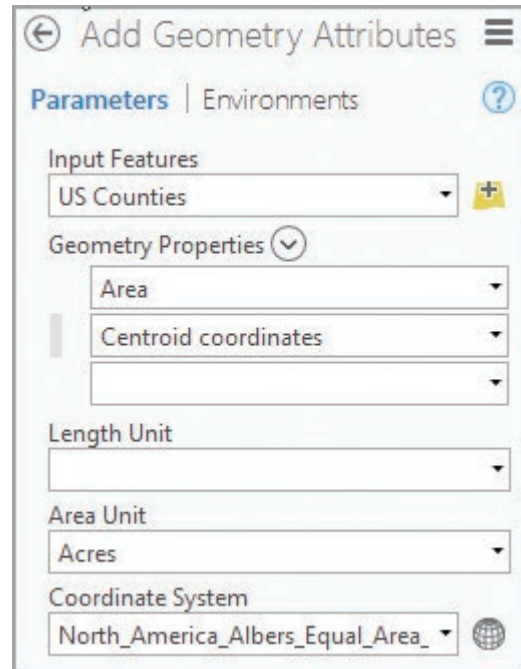 Add Geometry Attributes
Parameters | Environments
?
Input Features
US Counties
Geometry Properties
Area
Centroid coordinates
Length Unit
Area Unit
Acres
Coordinate System
North_America_Albers_Equal_Area_